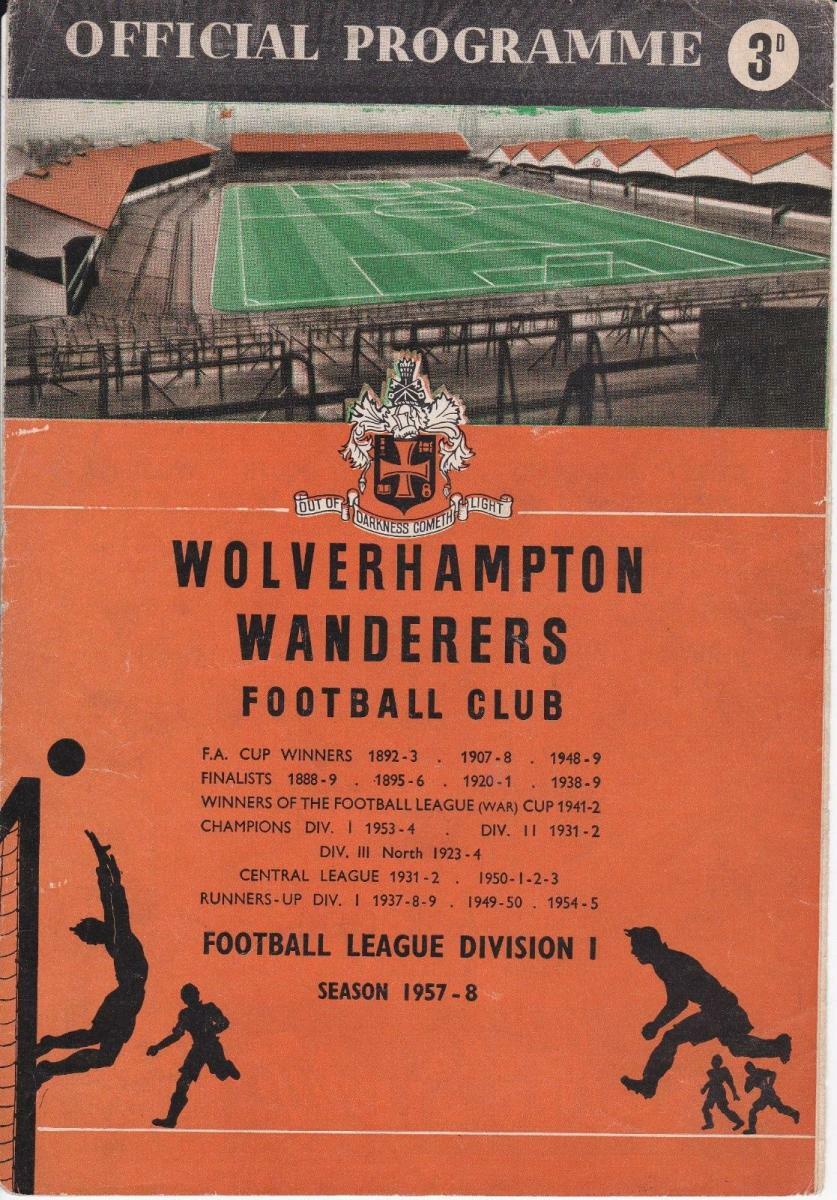 OFFICIAL PROGRAMME 3D
OUT OF DARKNESS COMETH LIGHT
WOLVERHAMPTON
WANDERERS
FOOTBALL CLUB
F.A. CUP WINNERS 1892-3 . 1907-8 . 1948-9
FINALISTS 1888-9 . 1895-6 . 1920-1 . 1938-9
WINNERS OF THE FOOTBALL LEAGUE (WAR) CUP 1941-2
CHAMPIONS DIV. I 1953-4 . DIV. II 1931-2
DIV. III North 1923-4
CENTRAL LEAGUE 1931-2 . 1950-1-2-3
RUNNERS-UP DIV. I 1937-8-9 . 1949-50 . 1954-5
FOOTBALL LEAGUE DIVISION I
SEASON 1957-8